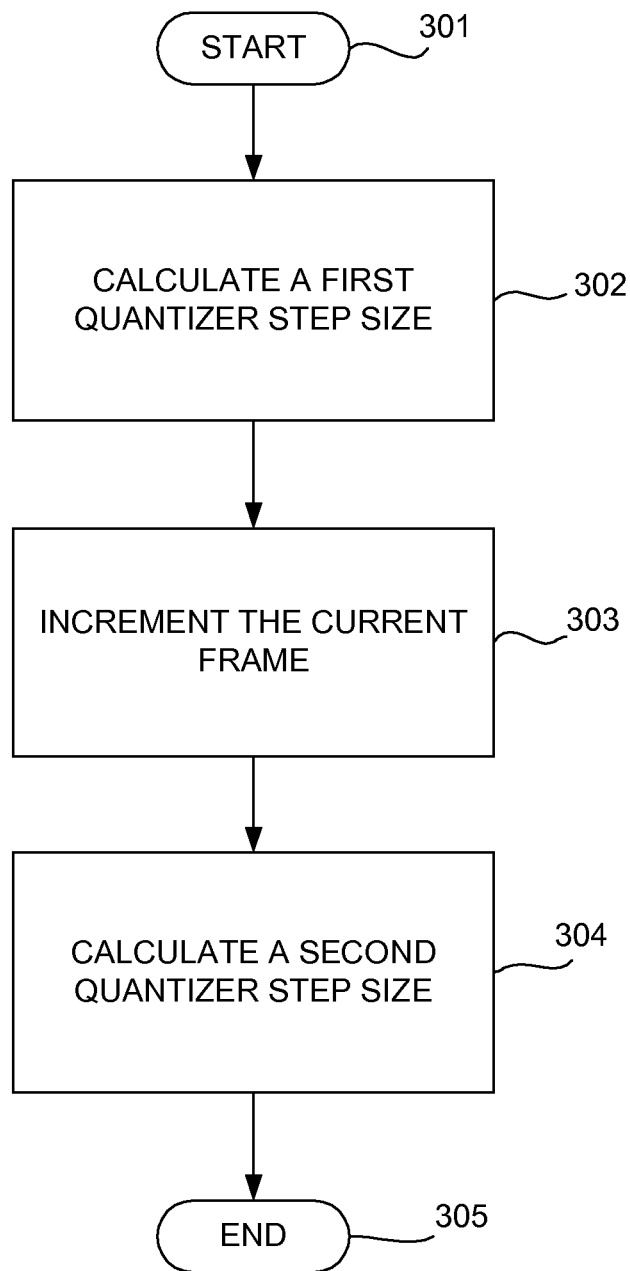 START
301
CALCULATE A FIRST
QUANTIZER STEP SIZE
302
INCREMENT THE CURRENT
FRAME
303
CALCULATE A SECOND
QUANTIZER STEP SIZE
304
END
305